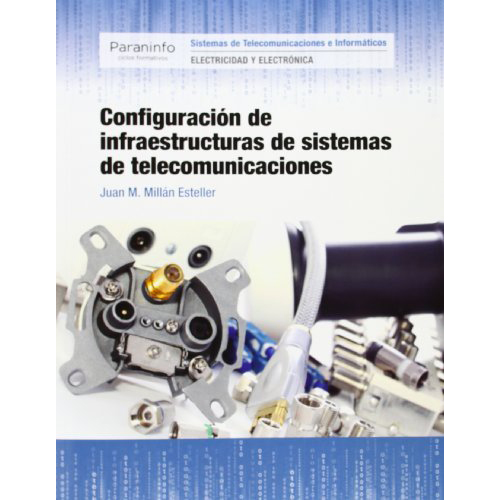 Paraninfo
ciclos formativos
Sistemas de Telecomunicaciones e Informáticos
ELECTRICIDAD Y ELECTRÓNICA
Configuración de
infraestructuras de sistemas
de telecomunicaciones
Juan M. Millán Esteller